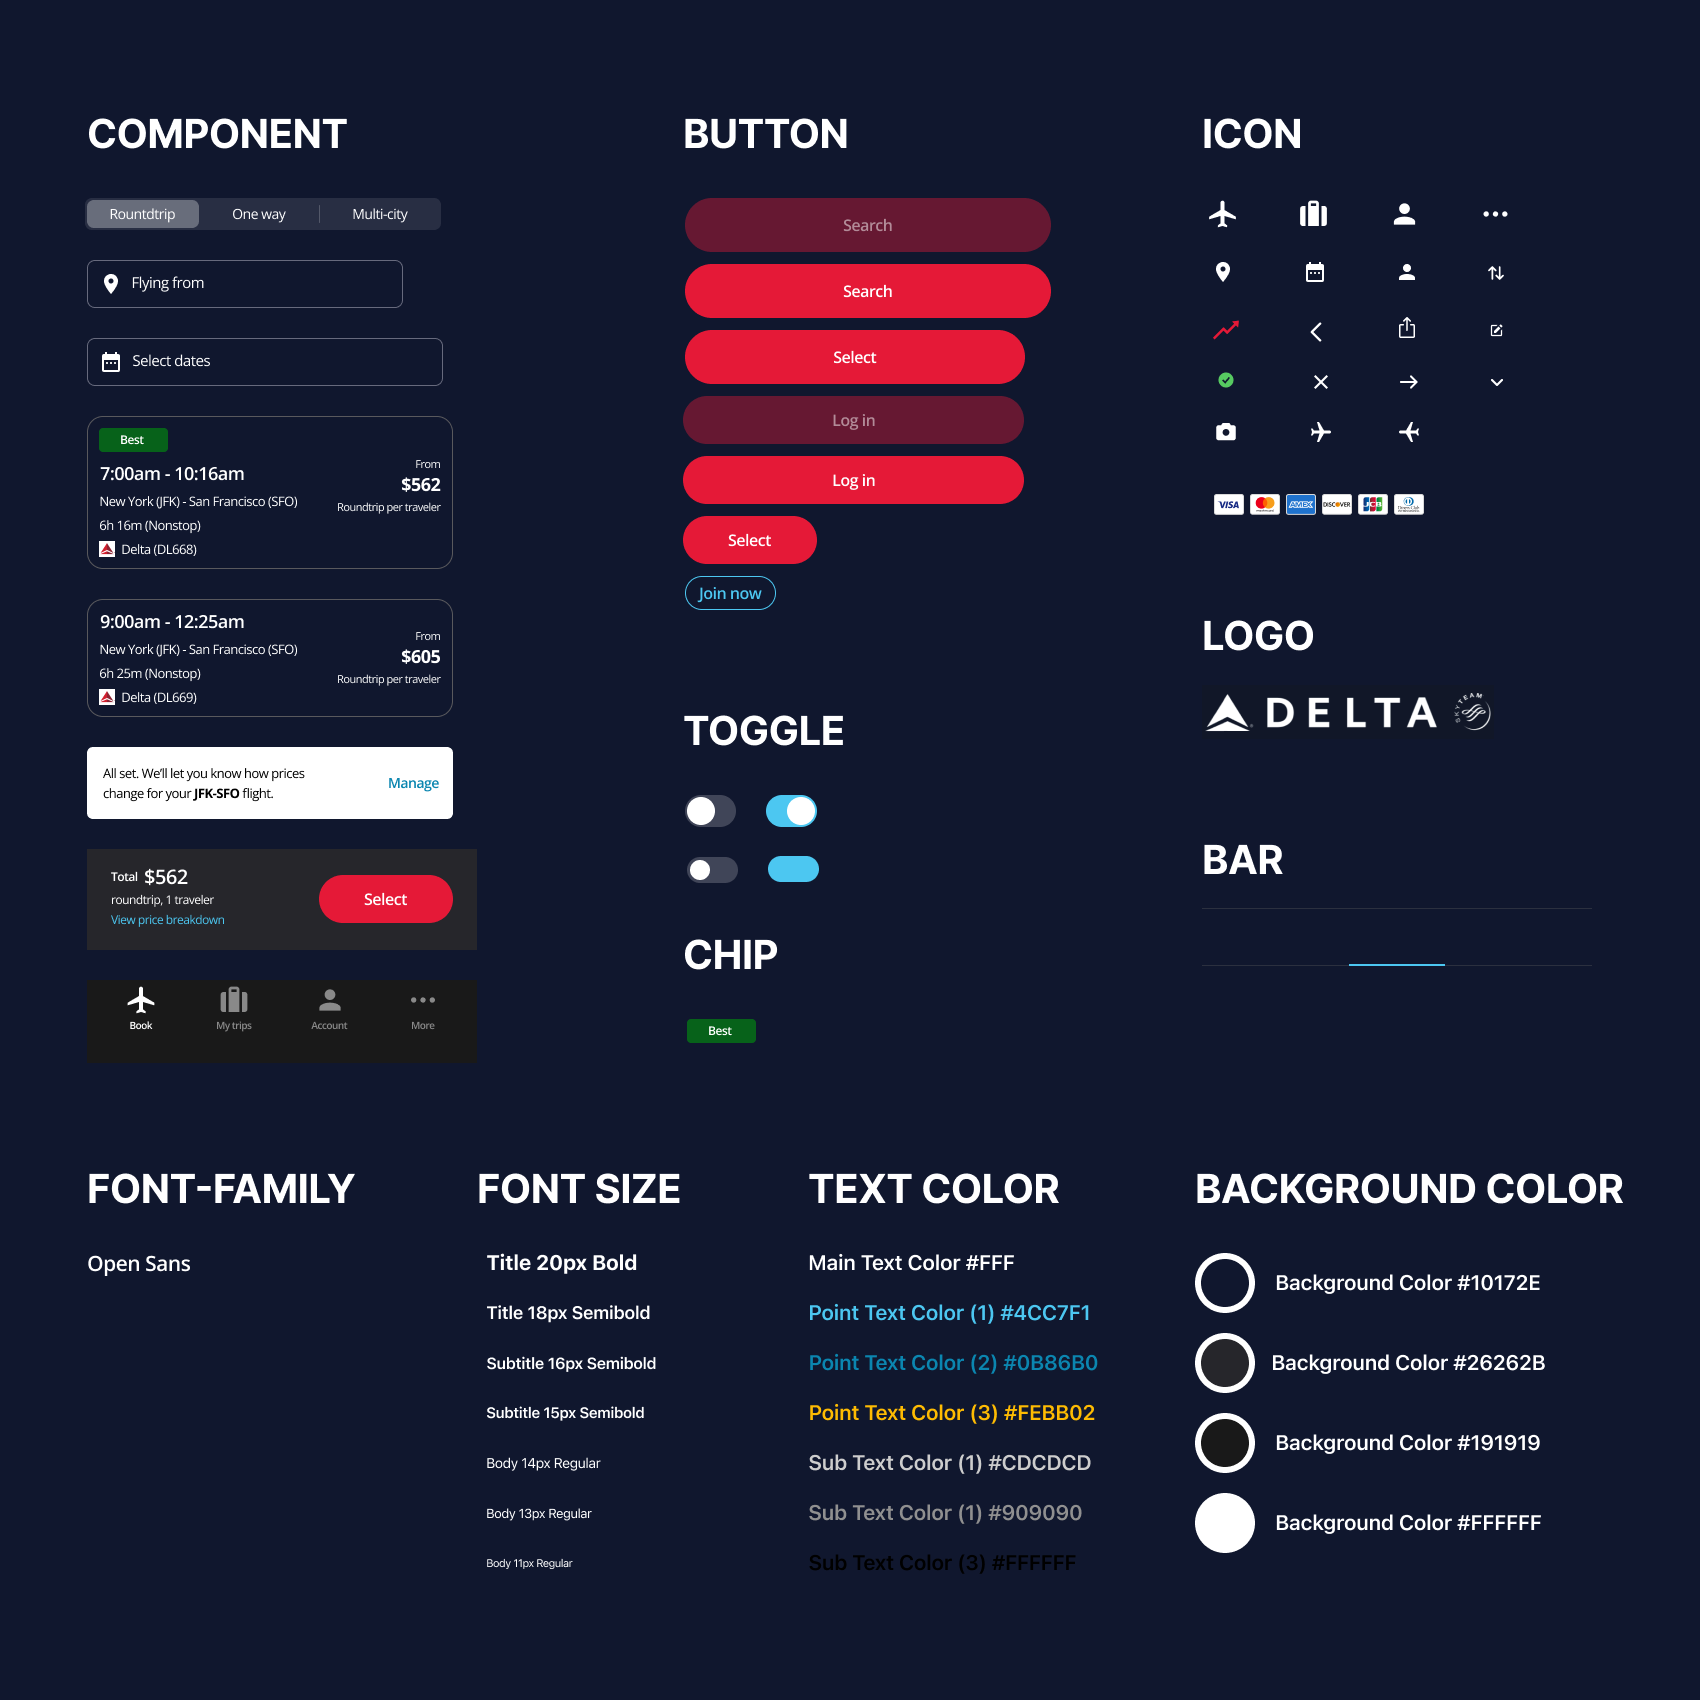 COMPONENT
Rountdtrip
One way
Multi-city
Flying from
Select dates
Best
7:00am - 10:16am
New York (JFK) - San Francisco (SFO)
6h 16m (Nonstop)
Delta (DL668)
From
$562
Roundtrip per traveler
9:00am - 12:25am
New York (JFK) - San Francisco (SFO)
6h 25m (Nonstop)
Delta (DL669)
From
$605
Roundtrip per traveler
All set. We'll let you know how prices
change for your JFK-SFO flight.
Manage
Total $562
roundtrip, 1 traveler
View price breakdown
Select
Book
My trips
Account
More
BUTTON
Search
Search
Select
Log in
Log in
Select
Join now
TOGGLE
CHIP
Best
ICON
VISA
AMEX
DISCOVER
JCB
LOGO
DELTA
SKYTEAM
BAR
FONT-FAMILY
Open Sans
FONT SIZE
Title 20px Bold
Title 18px Semibold
Subtitle 16px Semibold
Subtitle 15px Semibold
Body 14px Regular
Body 13px Regular
Body 11px Regular
TEXT COLOR
Main Text Color #FFF
Point Text Color (1) #4CC7F1
Point Text Color (2) #0B86B0
Point Text Color (3) #FEBB02
Sub Text Color (1) #CDCDCD
Sub Text Color (1) #909090
Sub Text Color (3) #FFFFFF
BACKGROUND COLOR
Background Color #10172E
Background Color #26262B
Background Color #191919
Background Color #FFFFFF